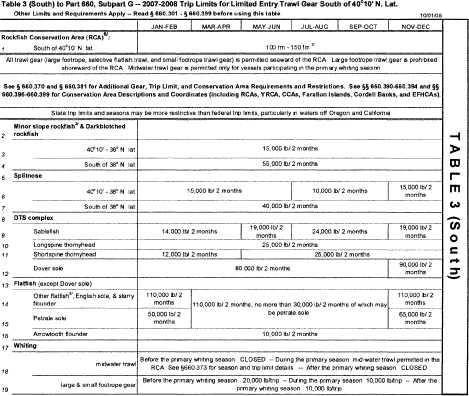 Table 3 (South) to Part 660, Subpart G -- 2007-2008 Trip Limits for Limited Entry Trawl Gear South of 40°10' N. Lat.
Other Limits and Requirements Apply -- Read § 660.301 - § 660.399 before using this table
10/01/08
JAN-FEB MAR-APR MAY-JUN JUL-AUG SEP-OCT NOV-DEC
Rockfish Conservation Area (RCA)6/:
1 South of 40°10' N. lat. 100 fm - 150 fm 7/
All trawl gear (large footrope, selective flatfish trawl, and small footrope trawl gear) is permitted seaward of the RCA Large footrope trawl gear is prohibited
shoreward of the RCA Midwater trawl gear is permitted only for vessels participating in the primary whiting season
See § 660.370 and § 660.381 for Additional Gear, Trip Limit, and Conservation Area Requirements and Restrictions. See §§ 660.390-660.394 and §§
660.396-660.399 for Conservation Area Descriptions and Coordinates (including RCAs, YRCA, CCAs, Farallon Islands, Cordell Banks, and EFHCAs).
State trip limits and seasons may be more restrictive than federal trip limits, particularly in waters off Oregon and California
2 Minor slope rockfish & Darkblotched
rockfish
3 40°10' - 38° N lat 15,000 lb/ 2 months
4 South of 38° N lat 55,000 lb/ 2 months
5 Splitnose
6 40°10' - 38° N lat 15,000 lb/ 2 months 10,000 lb/ 2 months 15,000 lb/ 2
months
7 South of 38° N lat 40,000 lb/ 2 months
8 DTS complex
9 Sablefish 14,000 lb/ 2 months 19,000 lb/ 2
months 24,000 lb/ 2 months 19,000 lb/ 2
months
10 Longspine thornyhead 25,000 lb/ 2 months
11 Shortspine thornyhead 12,000 lb/ 2 months 25,000 lb/ 2 months
12 Dover sole 80,000 lb/ 2 months 90,000 lb/ 2
months
13 Flatfish (except Dover sole)
14 Other flatfish, English sole, & starry
flounder 110,000 lb/ 2
months 110,000 lb/ 2 months, no more than 30,000 lb/ 2 months of which may
be petrale sole 110,000 lb/ 2
months
15 Petrale sole 50,000 lb/ 2
months 65,000 lb/ 2
months
16 Arrowtooth flounder 10,000 lb/ 2 months
17 Whiting
18 midwater trawl Before the primary whiting season CLOSED -- During the primary season mid-water trawl permitted in the
RCA See §660 373 for season and trip limit details -- After the primary whiting season CLOSED
19 large & small footrope gear Before the primary whiting season 20,000 lb/trip -- During the primary season 10,000 lb/trip -- After the
primary whiting season 10,000 lb/trip
TABLE 3 (South)